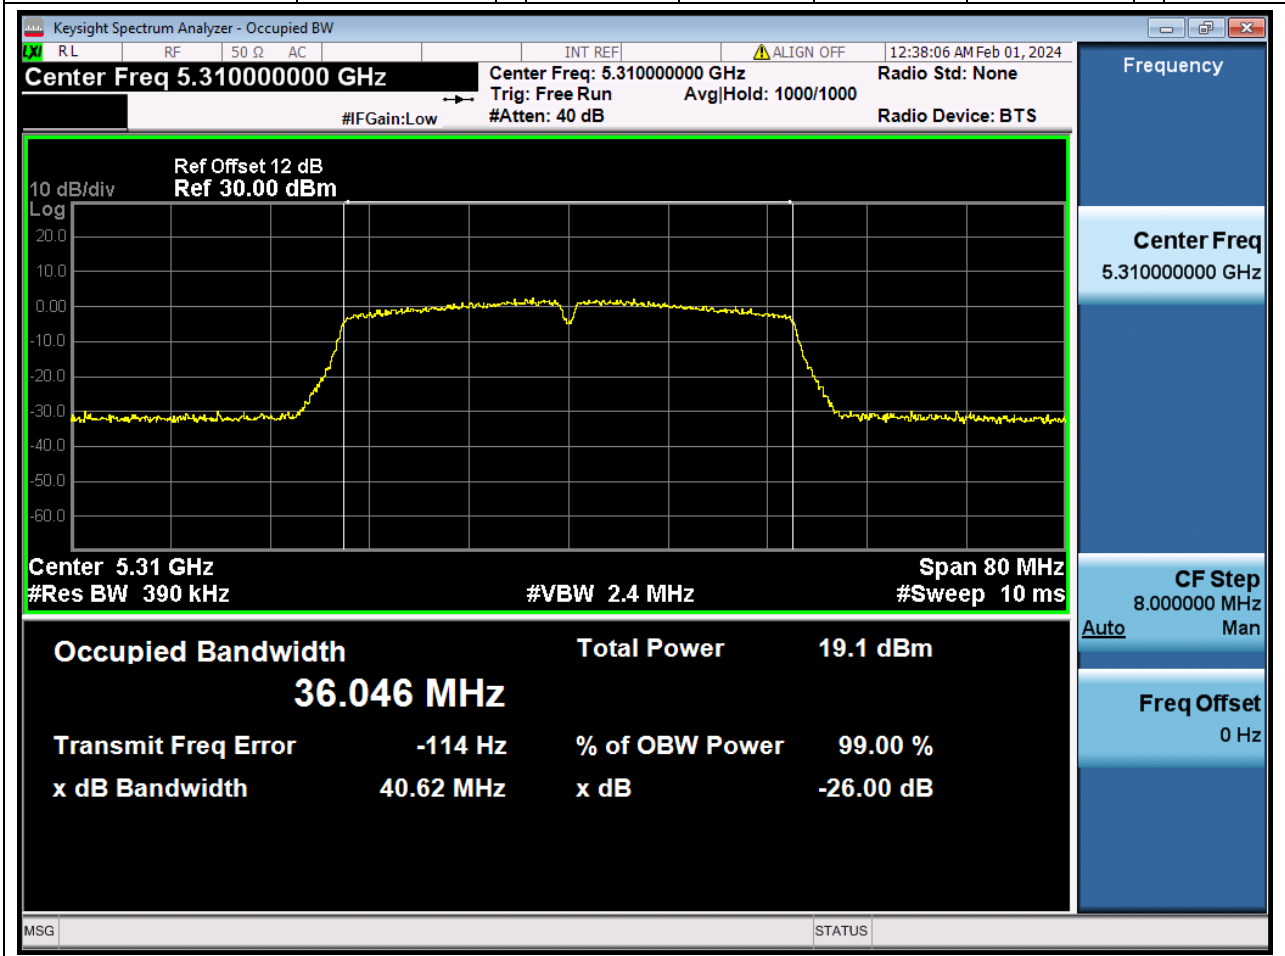 Keysight Spectrum Analyzer - Occupied BW
LXI RL RF 50 Ω AC INT REF ALIGN OFF 12:38:06 AM Feb 01, 2024
Center Freq 5.310000000 GHz
Center Freq: 5.310000000 GHz
Radio Std: None
Trig: Free Run Avg|Hold: 1000/1000
#IFGain:Low
#Atten: 40 dB
Radio Device: BTS
Ref Offset 12 dB
10 dB/div Ref 30.00 dBm
Log
20.0
10.0
0.00
-10.0
-20.0
-30.0
-40.0
-50.0
-60.0
Center 5.31 GHz Span 80 MHz
#Res BW 390 kHz #VBW 2.4 MHz #Sweep 10 ms
Occupied Bandwidth Total Power 19.1 dBm
36.046 MHz
Transmit Freq Error -114 Hz % of OBW Power 99.00 %
x dB Bandwidth 40.62 MHz x dB -26.00 dB
MSG STATUS
Frequency
Center Freq
5.310000000 GHz
CF Step
8.000000 MHz
Auto Man
Freq Offset
0 Hz